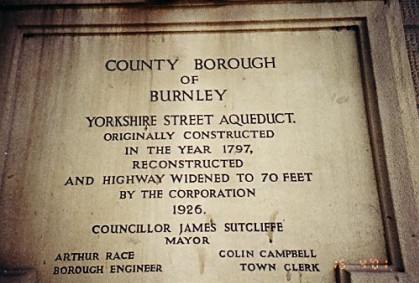 COUNTY BOROUGH
OF
BURNLEY
YORKSHIRE STREET AQUEDUCT.
ORIGINALLY CONSTRUCTED
IN THE YEAR 1797,
RECONSTRUCTED
AND HIGHWAY WIDENED TO 70 FEET
BY THE CORPORATION
1926.
COUNCILLOR JAMES SUTCLIFFE
MAYOR
ARTHUR RACE COLIN CAMPBELL
BOROUGH ENGINEER TOWN CLERK